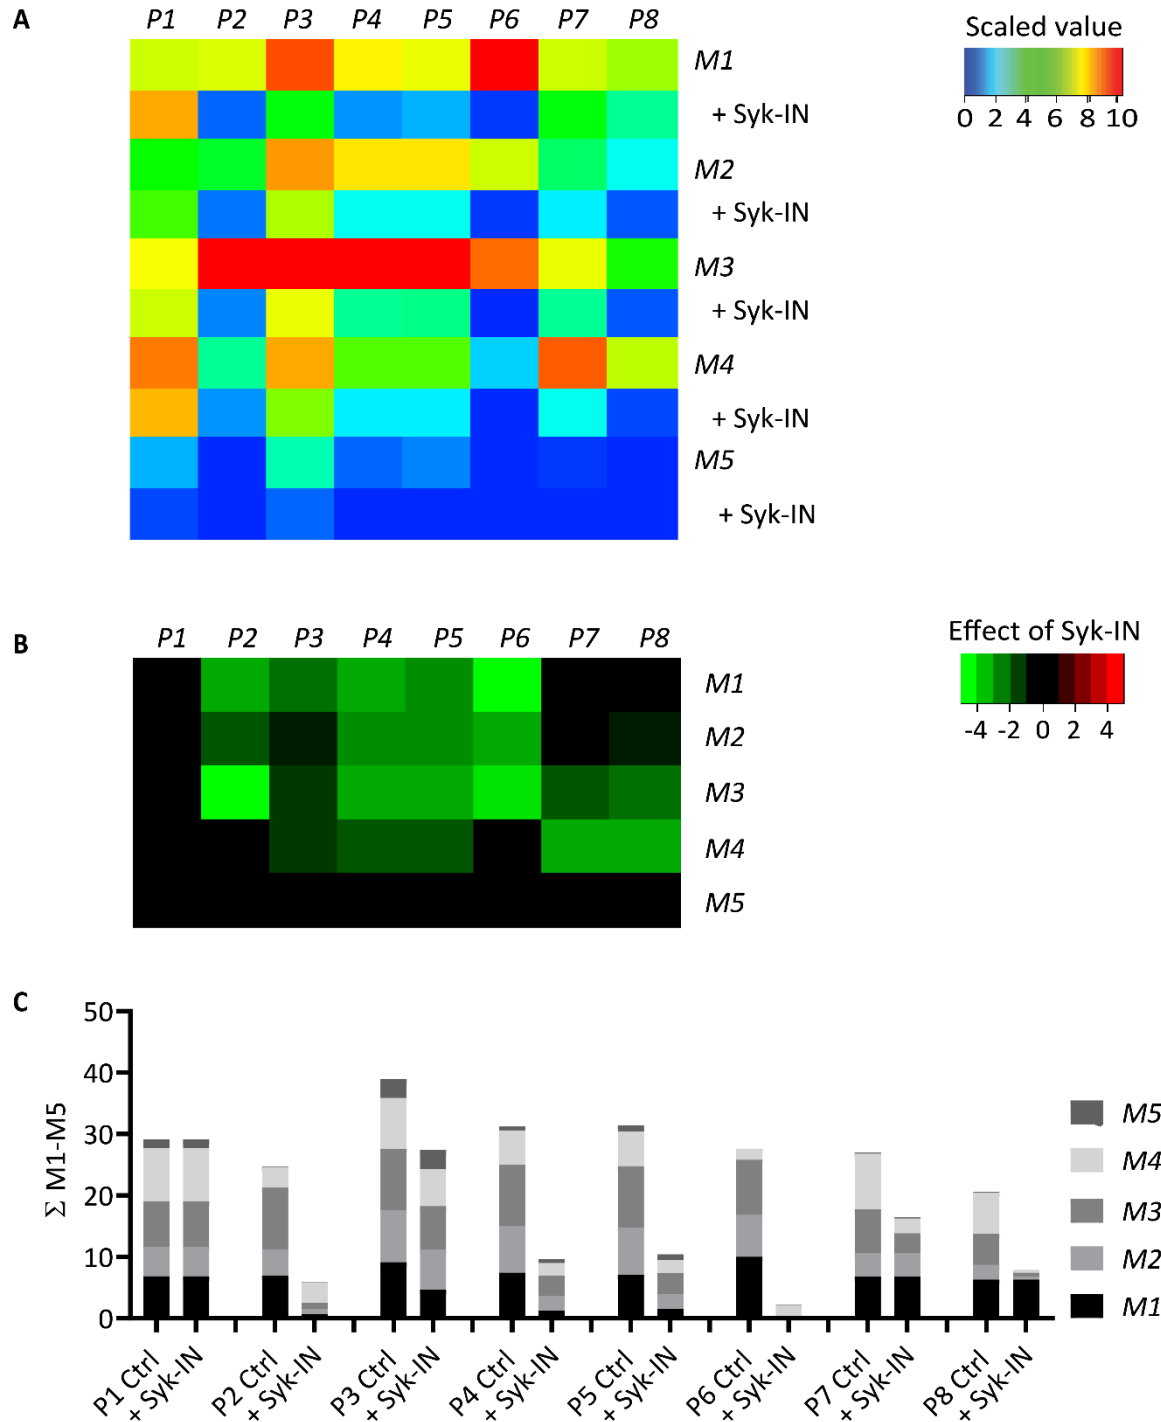 A
P1 P2 P3 P4 P5 P6 P7 P8
Scaled value
0 2 4 6 8 10
M1
+ Syk-IN
M2
+ Syk-IN
M3
+ Syk-IN
M4
+ Syk-IN
M5
+ Syk-IN
B
P1 P2 P3 P4 P5 P6 P7 P8
Effect of Syk-IN
-4 -2 0 2 4
M1
M2
M3
M4
M5
C
Σ M1-M5
50
40
30
20
10
0
M5
M4
M3
M2
M1
P1 Ctrl
+ Syk-IN
P2 Ctrl
+ Syk-IN
P3 Ctrl
+ Syk-IN
P4 Ctrl
+ Syk-IN
P5 Ctrl
+ Syk-IN
P6 Ctrl
+ Syk-IN
P7 Ctrl
+ Syk-IN
P8 Ctrl
+ Syk-IN